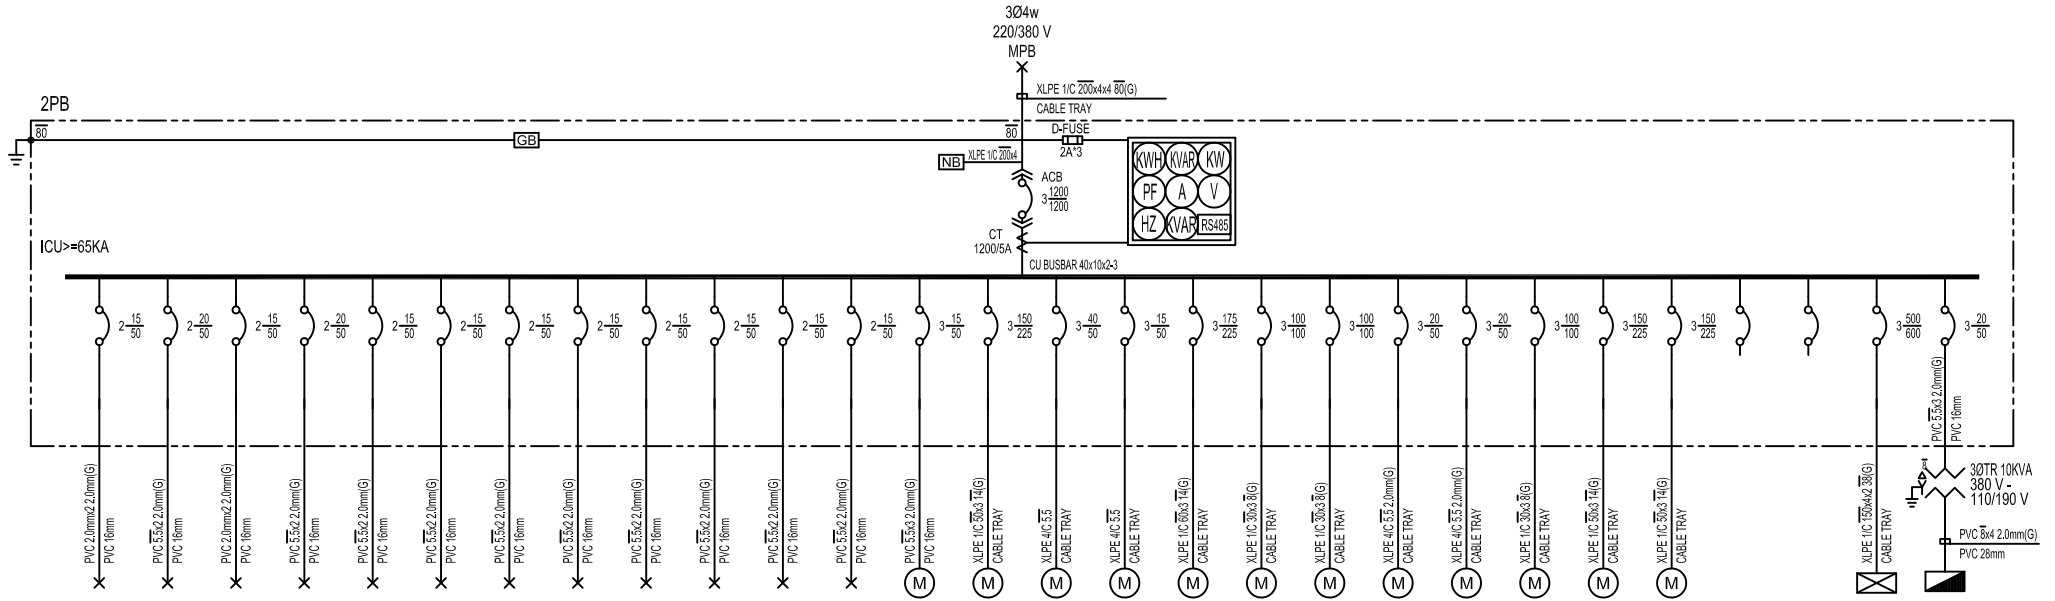 3Ø4w
220/380 V
MPB
XLPE 1/C 200x4x4 80(G)
CABLE TRAY
2PB
80
GB
80
D-FUSE
2A*3
NB
XLPE 1/C 200x4
ACB
3 1200
1200
KWH KVAR KW
PF A V
HZ KVAR RS485
ICU>=65KA
CT
1200/5A
CU BUSBAR 40x10x2-3
2 15
50
2 20
50
2 15
50
2 20
50
2 15
50
2 15
50
2 15
50
2 15
50
2 15
50
2 15
50
2 15
50
2 15
50
3 15
50
3 150
225
3 40
50
3 15
50
3 175
225
3 100
100
3 100
100
3 20
50
3 20
50
3 100
100
3 150
225
3 150
225
3 500
600
3 20
50
PVC 2.0mmx2 2.0mm(G)
PVC 16mm
PVC 5.5x2 2.0mm(G)
PVC 16mm
PVC 2.0mmx2 2.0mm(G)
PVC 16mm
PVC 5.5x2 2.0mm(G)
PVC 16mm
PVC 5.5x2 2.0mm(G)
PVC 16mm
PVC 5.5x2 2.0mm(G)
PVC 16mm
PVC 5.5x2 2.0mm(G)
PVC 16mm
PVC 5.5x2 2.0mm(G)
PVC 16mm
PVC 5.5x2 2.0mm(G)
PVC 16mm
PVC 5.5x2 2.0mm(G)
PVC 16mm
PVC 5.5x2 2.0mm(G)
PVC 16mm
PVC 5.5x2 2.0mm(G)
PVC 16mm
PVC 5.5x3 2.0mm(G)
PVC 16mm
XLPE 1/C 50x3 14(G)
CABLE TRAY
XLPE 4/C 5.5
CABLE TRAY
XLPE 4/C 5.5
CABLE TRAY
XLPE 1/C 60x3 14(G)
CABLE TRAY
XLPE 1/C 30x3 8(G)
CABLE TRAY
XLPE 1/C 30x3 8(G)
CABLE TRAY
XLPE 4/C 5.5 2.0mm(G)
CABLE TRAY
XLPE 4/C 5.5 2.0mm(G)
CABLE TRAY
XLPE 1/C 30x3 8(G)
CABLE TRAY
XLPE 1/C 50x3 14(G)
CABLE TRAY
XLPE 1/C 50x3 14(G)
CABLE TRAY
XLPE 1/C 150x4x2 38(G)
CABLE TRAY
PVC 5.5x3 2.0mm(G)
PVC 16mm
8
3ØTR 10KVA
380 V -
110/190 V
PVC 8x4 2.0mm(G)
PVC 28mm
M
M
M
M
M
M
M
M
M
M
M
M